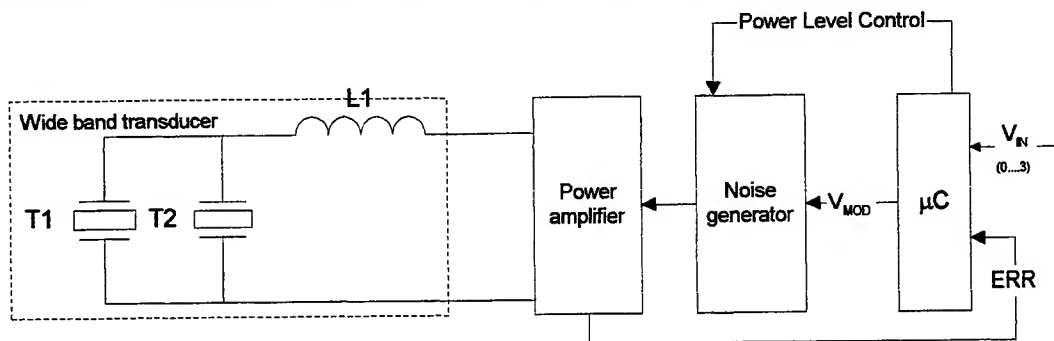 Power Level Control
L1
Wide band transducer
T1
T2
Power
amplifier
Noise
generator
V_MOD
µC
V_IN
(0....3)
ERR